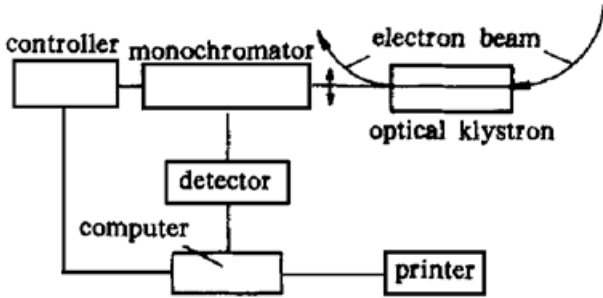 controller
monochromator
electron beam
optical klystron
detector
computer
printer